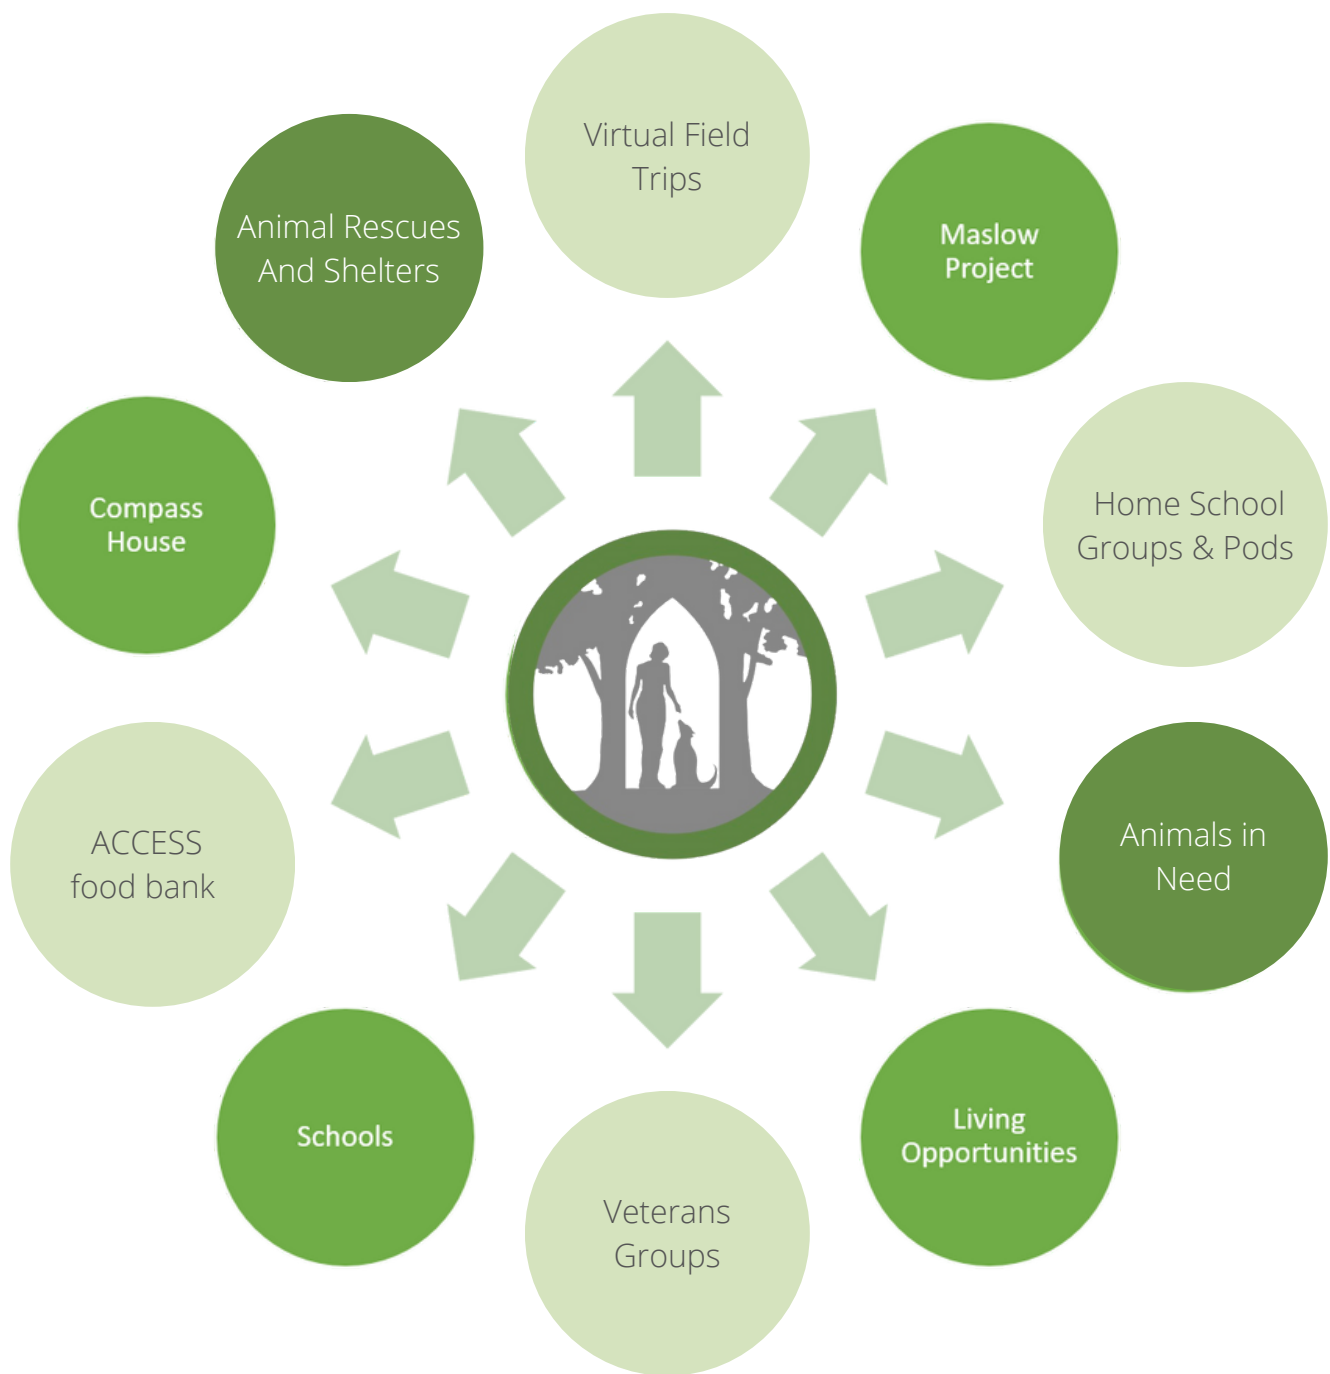 Virtual Field
Trips
Maslow
Project
Home School
Groups & Pods
Animals in
Need
Living
Opportunities
Veterans
Groups
Schools
ACCESS
food bank
Compass
House
Animal Rescues
And Shelters